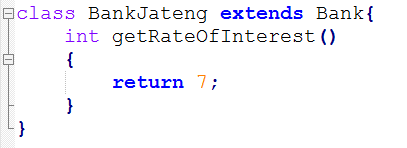 class BankJateng extends Bank{
    int getRateOfInterest()
    {
        return 7;
    }
}